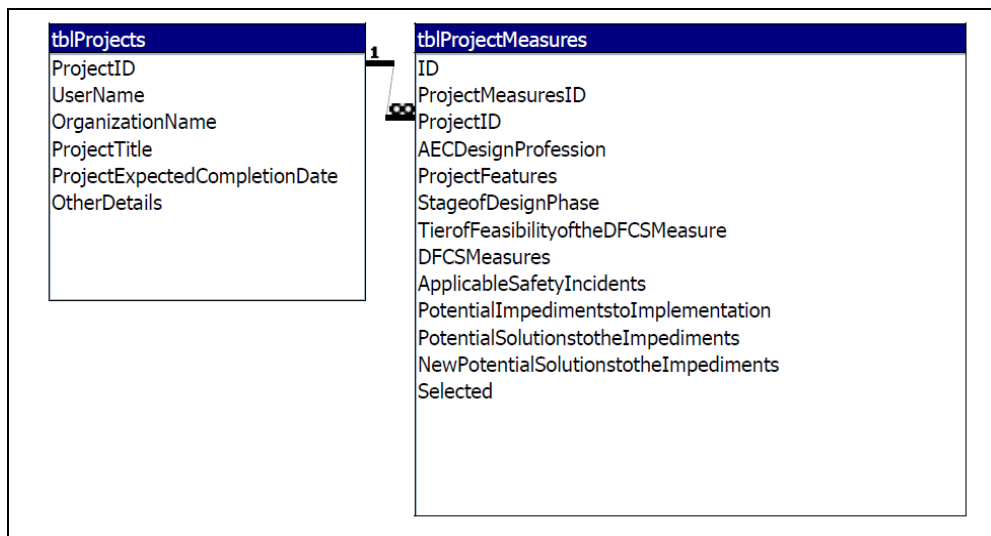 tblProjects
ProjectID
UserName
OrganizationName
ProjectTitle
ProjectExpectedCompletionDate
OtherDetails
1
∞
tblProjectMeasures
ID
ProjectMeasuresID
ProjectID
AECDesignProfession
ProjectFeatures
StageofDesignPhase
TierofFeasibilityoftheDFCSMeasure
DFCSMeasures
ApplicableSafetyIncidents
PotentialImpedimentstoImplementation
PotentialSolutionstotheImpediments
NewPotentialSolutionstotheImpediments
Selected